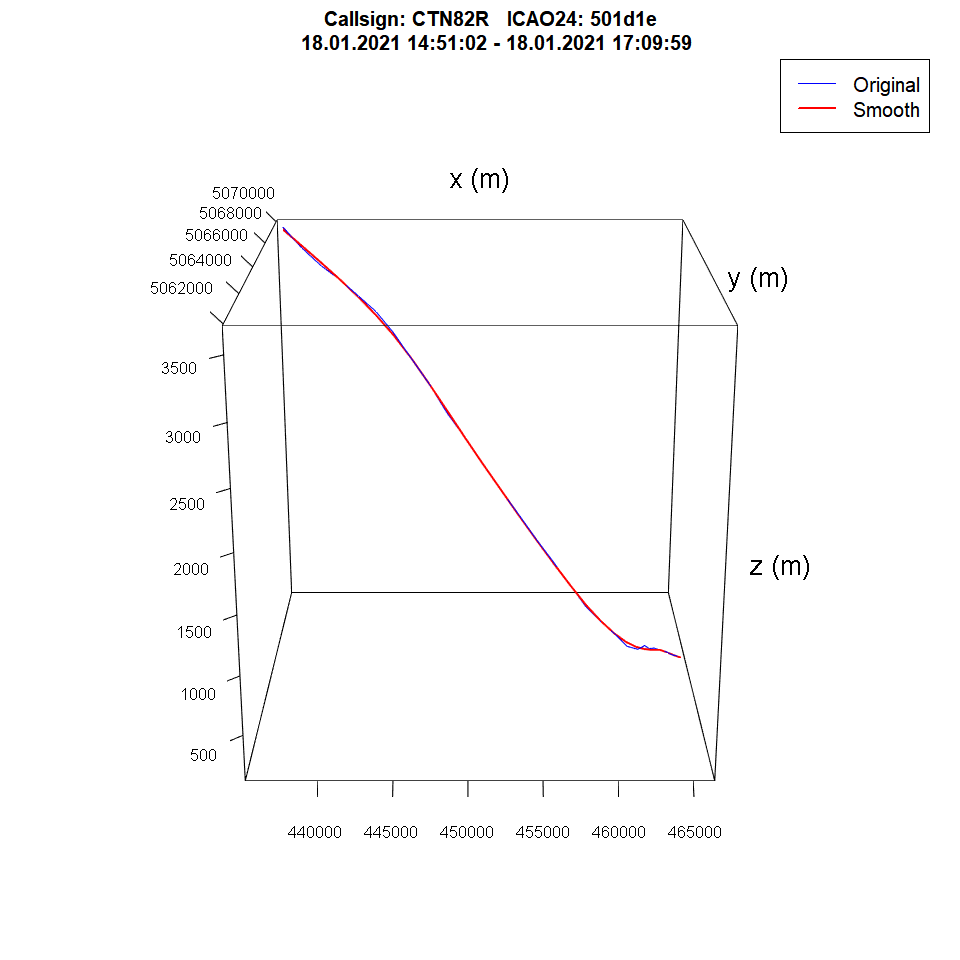 Callsign: CTN82R   ICAO24: 501d1e
18.01.2021 14:51:02 - 18.01.2021 17:09:59
Original
Smooth
x (m)
5070000
5068000
5066000
5064000
5062000
y (m)
3500
3000
2500
2000
1500
1000
500
z (m)
440000 445000 450000 455000 460000 465000